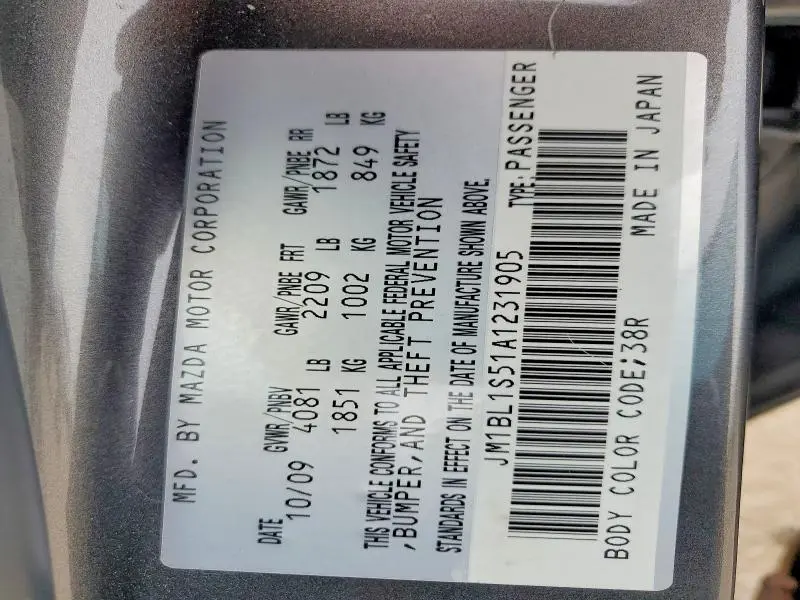 MFD. BY MAZDA MOTOR CORPORATION
DATE GVWR/PNBV GAWR/PNBE FRT GAWR/PNBE RR
10/09 4081 LB 2209 LB 1872 LB
1851 KG 1002 KG 849 KG
THIS VEHICLE CONFORMS TO ALL APPLICABLE FEDERAL MOTOR VEHICLE SAFETY
,BUMPER,AND THEFT PREVENTION
STANDARDS IN EFFECT ON THE DATE OF MANUFACTURE SHOWN ABOVE.
JM1BL1S51A1231905 TYPE:PASSENGER
BODY COLOR CODE;38R MADE IN JAPAN